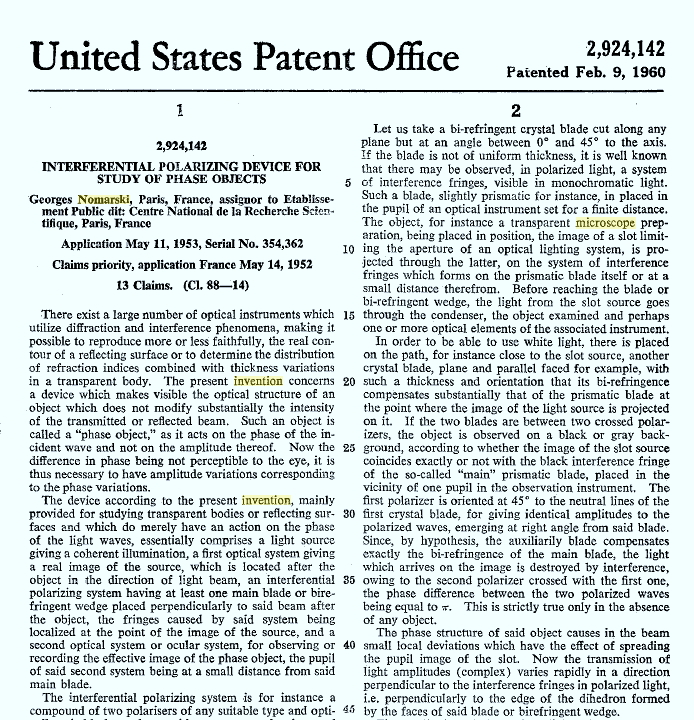 United States Patent Office
2,924,142
Patented Feb. 9, 1960
1
2,924,142
INTERFERENTIAL POLARIZING DEVICE FOR
STUDY OF PHASE OBJECTS
Georges Nomarski, Paris, France, assignor to Etablisse-
ment Public dit: Centre National de la Recherche Scien-
tifique, Paris, France
Application May 11, 1953, Serial No. 354,362
Claims priority, application France May 14, 1952
13 Claims. (Cl. 88—14)
There exist a large number of optical instruments which
utilize diffraction and interference phenomena, making it
possible to reproduce more or less faithfully, the real con-
tour of a reflecting surface or to determine the distribution
of refraction indices combined with thickness variations
in a transparent body. The present invention concerns
a device which makes visible the optical structure of an
object which does not modify substantially the intensity
of the transmitted or reflected beam. Such an object is
called a "phase object," as it acts on the phase of the in-
cident wave and not on the amplitude thereof. Now the
difference in phase being not perceptible to the eye, it is
thus necessary to have amplitude variations corresponding
to the phase variations.
The device according to the present invention, mainly
provided for studying transparent bodies or reflecting sur-
faces and which do merely have an action on the phase
of the light waves, essentially comprises a light source
giving a coherent illumination, a first optical system giving
a real image of the source, which is located after the
object in the direction of light beam, an interferential
polarizing system having at least one main blade or bire-
fringent wedge placed perpendicularly to said beam after
the object, the fringes caused by said system being
localized at the point of the image of the source, and a
second optical system or ocular system, for observing or
recording the effective image of the phase object, the pupil
of said second system being at a small distance from said
main blade.
The interferential polarizing system is for instance a
compound of two polarisers of any suitable type and opti-
2
Let us take a bi-refringent crystal blade cut along any
plane but at an angle between 0° and 45° to the axis.
If the blade is not of uniform thickness, it is well known
that there may be observed, in polarized light, a system
5 of interference fringes, visible in monochromatic light.
Such a blade, slightly prismatic for instance, in placed in
the pupil of an optical instrument set for a finite distance.
The object, for instance a transparent microscope prep-
aration, being placed in position, the image of a slot limit-
10 ing the aperture of an optical lighting system, is pro-
jected through the latter, on the system of interference
fringes which forms on the prismatic blade itself or at a
small distance therefrom. Before reaching the blade or
bi-refringent wedge, the light from the slot source goes
15 through the condenser, the object examined and perhaps
one or more optical elements of the associated instrument.
In order to be able to use white light, there is placed
on the path, for instance close to the slot source, another
crystal blade, plane and parallel faced for example, with
20 such a thickness and orientation that its bi-refringence
compensates substantially that of the prismatic blade at
the point where the image of the light source is projected
on it. If the two blades are between two crossed polar-
izers, the object is observed on a black or gray back-
25 ground, according to whether the image of the slot source
coincides exactly or not with the black interference fringe
of the so-called "main" prismatic blade, placed in the
vicinity of one pupil in the observation instrument. The
first polarizer is oriented at 45° to the neutral lines of the
30 first crystal blade, for giving identical amplitudes to the
polarized waves, emerging at right angle from said blade.
Since, by hypothesis, the auxiliarily blade compensates
exactly the bi-refringence of the main blade, the light
which arrives on the image is destroyed by interference,
35 owing to the second polarizer crossed with the first one,
the phase difference between the two polarized waves
being equal to π. This is strictly true only in the absence
of any object.
The phase structure of said object causes in the beam
40 small local deviations which have the effect of spreading
the pupil image of the slot. Now the transmission of
light amplitudes (complex) varies rapidly in a direction
perpendicular to the interference fringes in polarized light,
i.e. perpendicularly to the edge of the dihedron formed
45 by the faces of said blade or birefringent wedge.